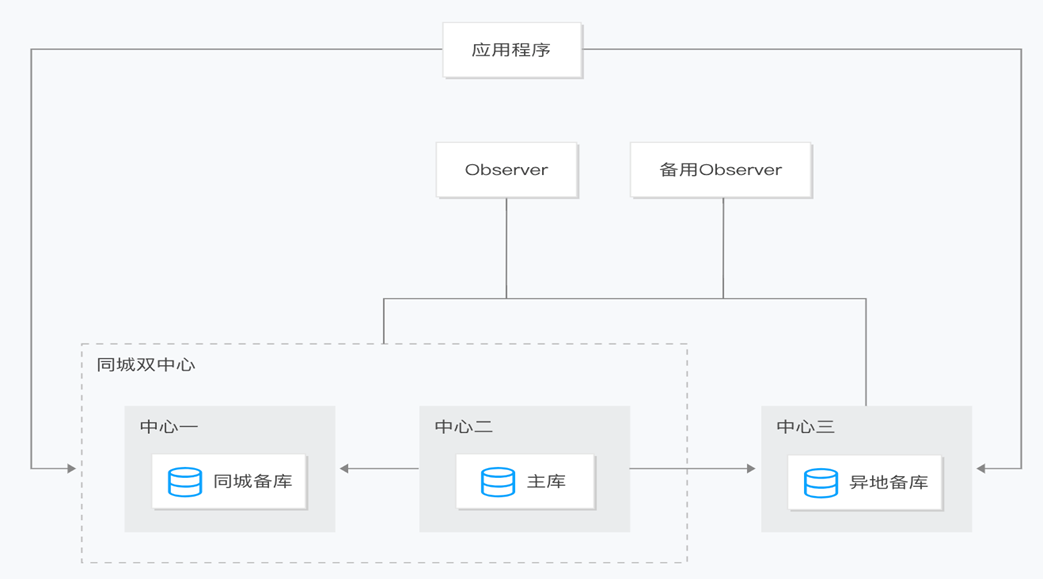 应用程序
Observer
备用Observer
同城双中心
中心一
中心二
中心三
同城备库
主库
异地备库